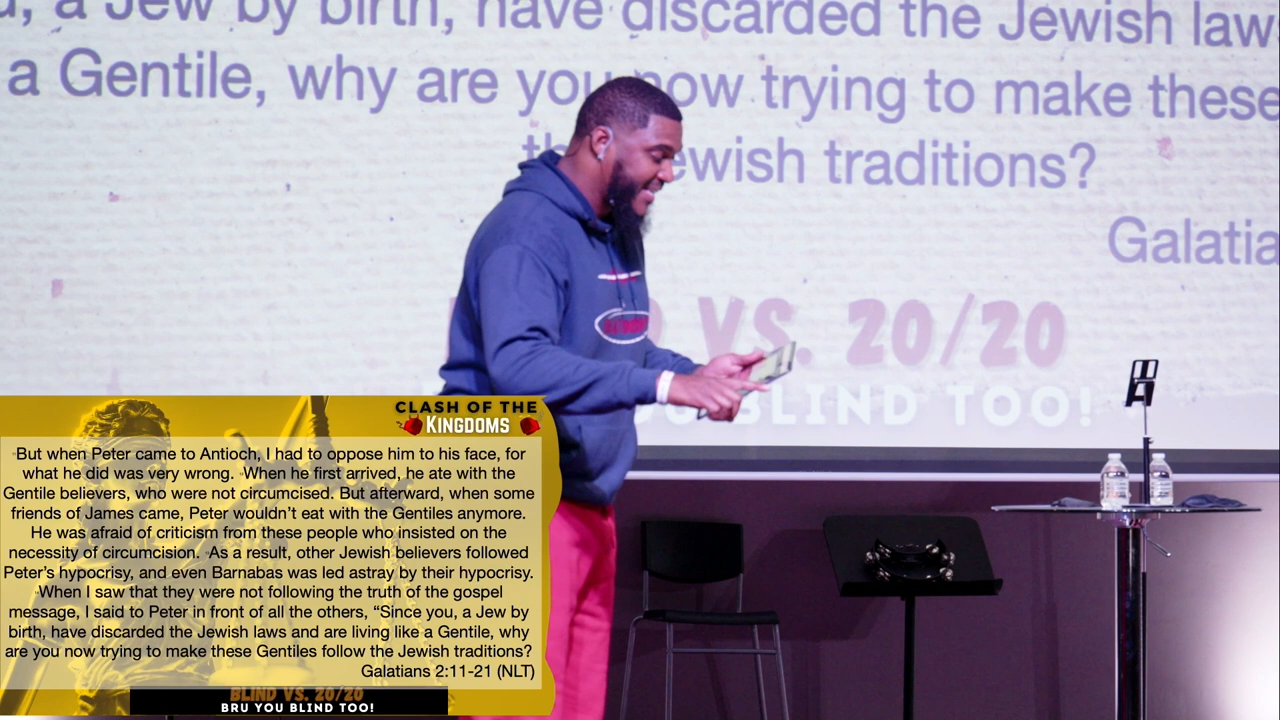 a Jew by birth, have discarded the Jewish law
a Gentile, why are you now trying to make these
Jewish traditions?
Galatia
VS. 20/20
BLIND TOO!
CLASH OF THE
KINGDOMS
But when Peter came to Antioch, I had to oppose him to his face, for
what he did was very wrong. When he first arrived, he ate with the
Gentile believers, who were not circumcised. But afterward, when some
friends of James came, Peter wouldn't eat with the Gentiles anymore.
He was afraid of criticism from these people who insisted on the
necessity of circumcision. As a result, other Jewish believers followed
Peter's hypocrisy, and even Barnabas was led astray by their hypocrisy.
When I saw that they were not following the truth of the gospel
message, I said to Peter in front of all the others, “Since you, a Jew by
birth, have discarded the Jewish laws and are living like a Gentile, why
are you now trying to make these Gentiles follow the Jewish traditions?
Galatians 2:11-21 (NLT)
BLIND VS. 20/20
BRU YOU BLIND TOO!